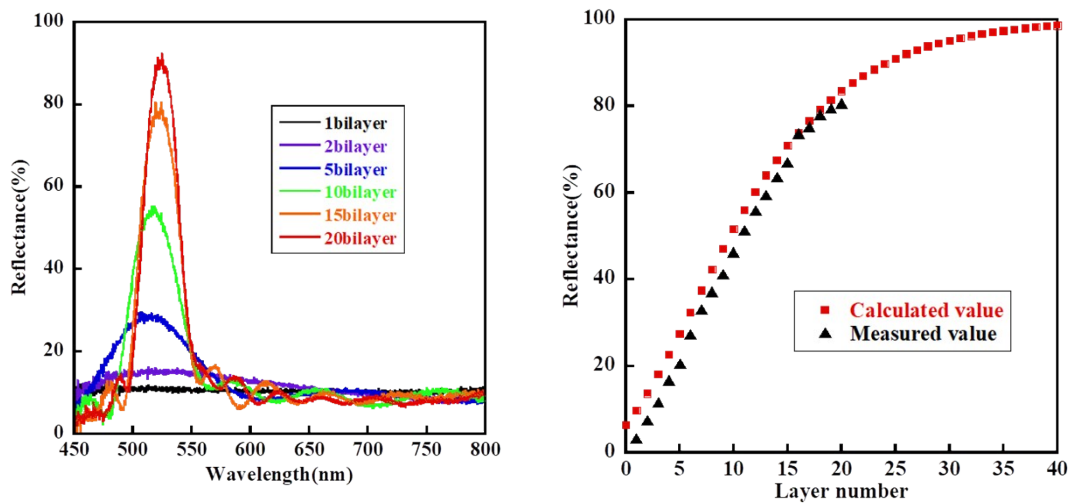 100
80
60
40
20
0
Reflectance(%)
1bilayer
2bilayer
5bilayer
10bilayer
15bilayer
20bilayer
450 500 550 600 650 700 750 800
Wavelength(nm)
100
80
60
40
20
0
Reflectance(%)
Calculated value
Measured value
0 5 10 15 20 25 30 35 40
Layer number